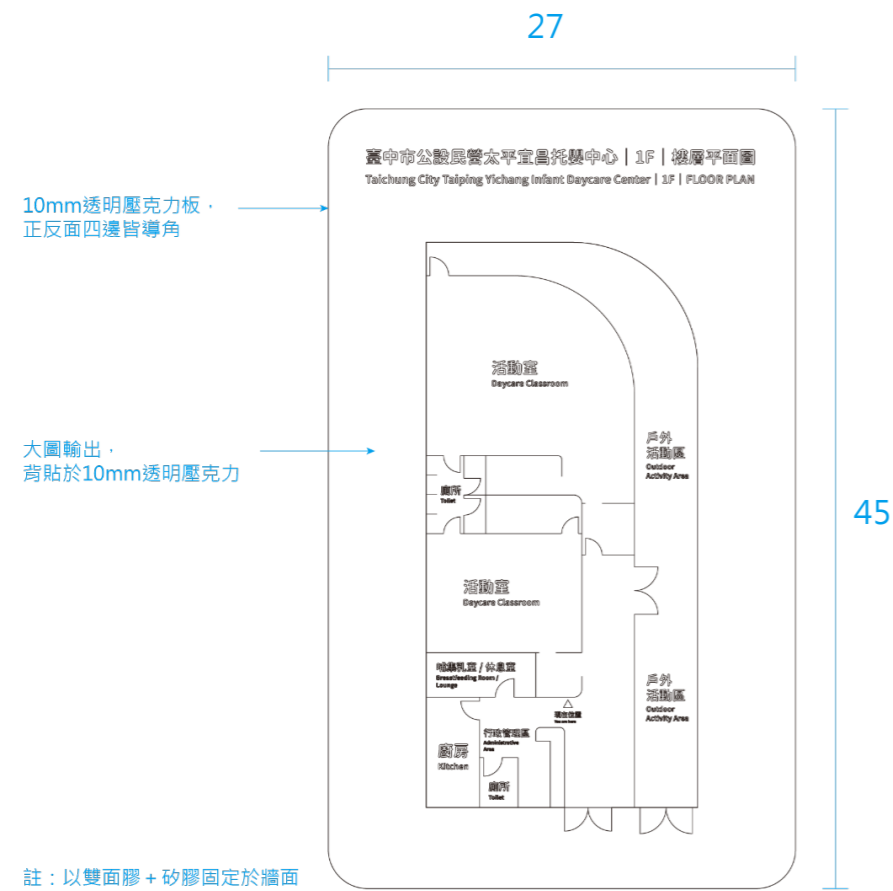 27
臺中市公設民營太平宜昌托嬰中心｜1F｜樓層平面圖
Taichung City Taiping Yichang Infant Daycare Center | 1F | FLOOR PLAN
10mm透明壓克力板，
正反面四邊皆導角
活動室
Daycare Classroom
大圖輸出，
背貼於10mm透明壓克力
戶外
活動區
Outdoor
Activity Area
廁所
Toilet
45
活動室
Daycare Classroom
哺集乳室 / 休息室
Breastfeeding Room /
Lounge
戶外
活動區
Outdoor
Activity Area
現在位置
You are here
行政管理區
Administrative
Area
廚房
Kitchen
廁所
Toilet
註：以雙面膠 + 矽膠固定於牆面